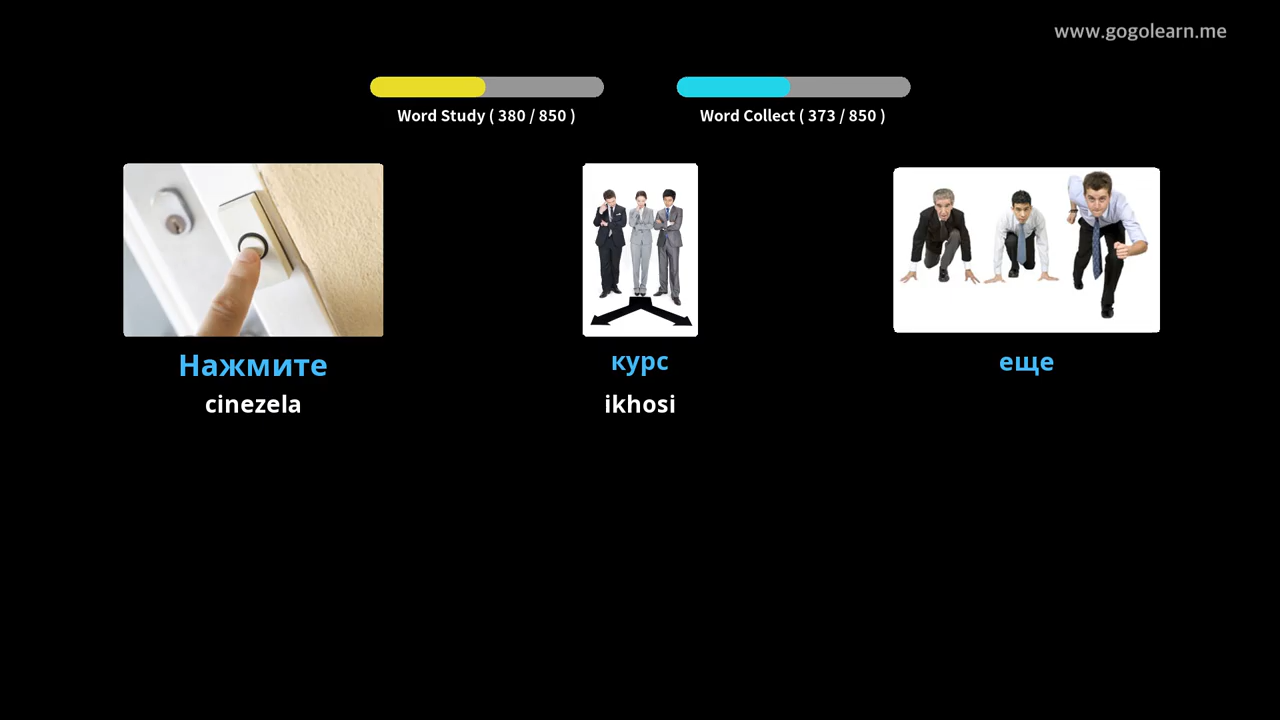 www.gogolearn.me
Word Study ( 380 / 850 )
Word Collect ( 373 / 850 )
Нажмите
курс
еще
cinezela
ikhosi